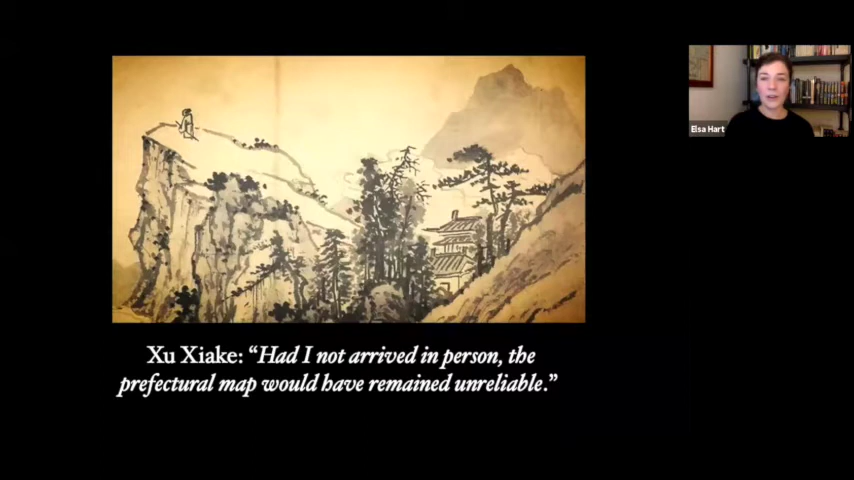 Elsa Hart
Xu Xiake: “Had I not arrived in person, the
prefectural map would have remained unreliable.”